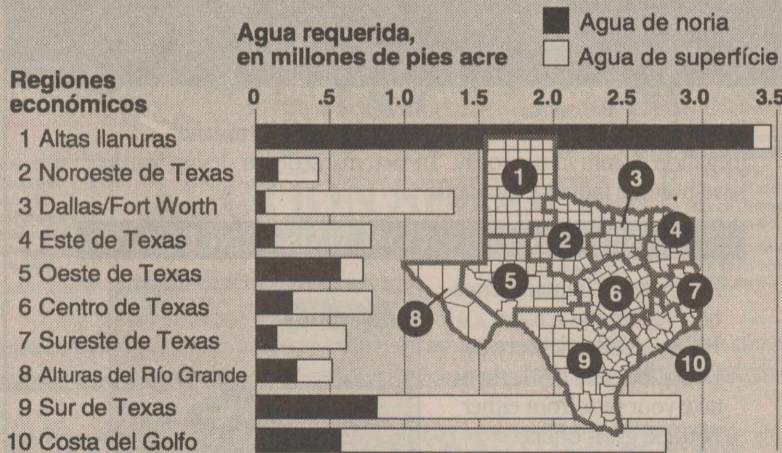 Agua requerida,
en millones de pies acre
Agua de noria
Agua de superfície
Regiones
económicos
0 .5 1.0 1.5 2.0 2.5 3.0 3.5
1 Altas llanuras
2 Noroeste de Texas
3 Dallas/Fort Worth
4 Este de Texas
5 Oeste de Texas
6 Centro de Texas
7 Sureste de Texas
8 Alturas del Río Grande
9 Sur de Texas
10 Costa del Golfo
1
2
3
4
5
6
7
8
9
10